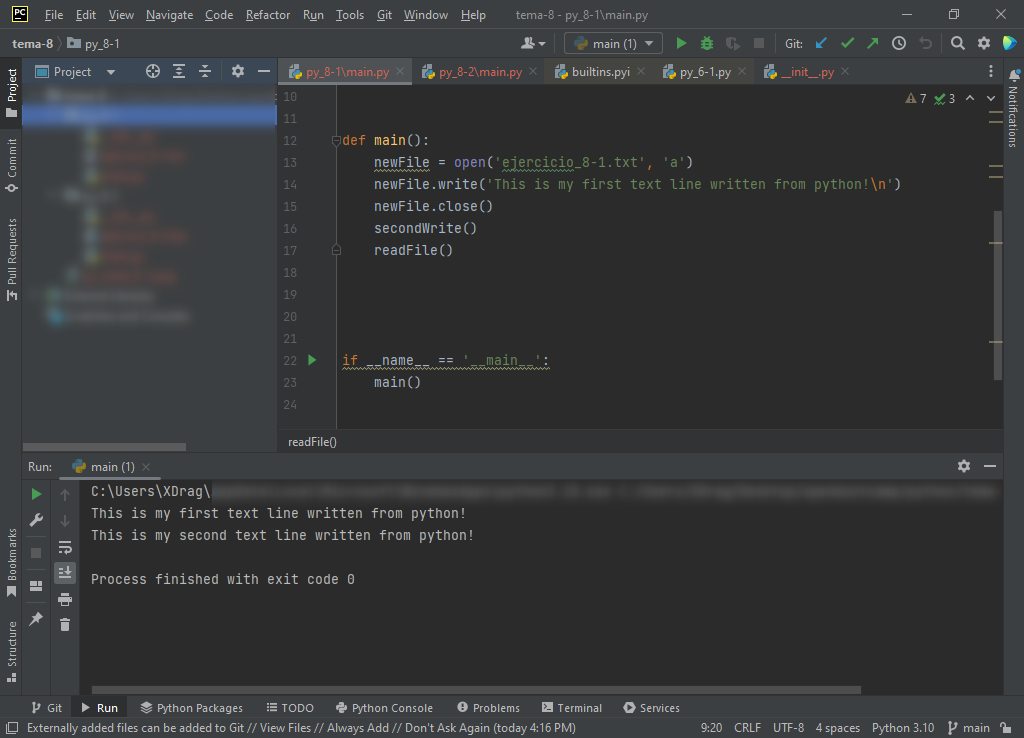 PC File Edit View Navigate Code Refactor Run Tools Git Window Help tema-8 - py_8-1\main.py
tema-8 py_8-1 main (1) Git:
Project
Commit
Pull Requests
Bookmarks
Structure
Project
py_8-1\main.py py_8-2\main.py builtins.pyi py_6-1.py __init__.py
Notifications
7 3
10
11
12 def main():
13 newFile = open('ejercicio_8-1.txt', 'a')
14 newFile.write('This is my first text line written from python!\n')
15 newFile.close()
16 secondWrite()
17 readFile()
18
19
20
21
22 if __name__ == '__main__':
23 main()
24
readFile()
Run: main (1)
C:\Users\XDrag\
This is my first text line written from python!
This is my second text line written from python!
Process finished with exit code 0
Git Run Python Packages TODO Python Console Problems Terminal Services
Externally added files can be added to Git // View Files // Always Add // Don't Ask Again (today 4:16 PM) 9:20 CRLF UTF-8 4 spaces Python 3.10 main